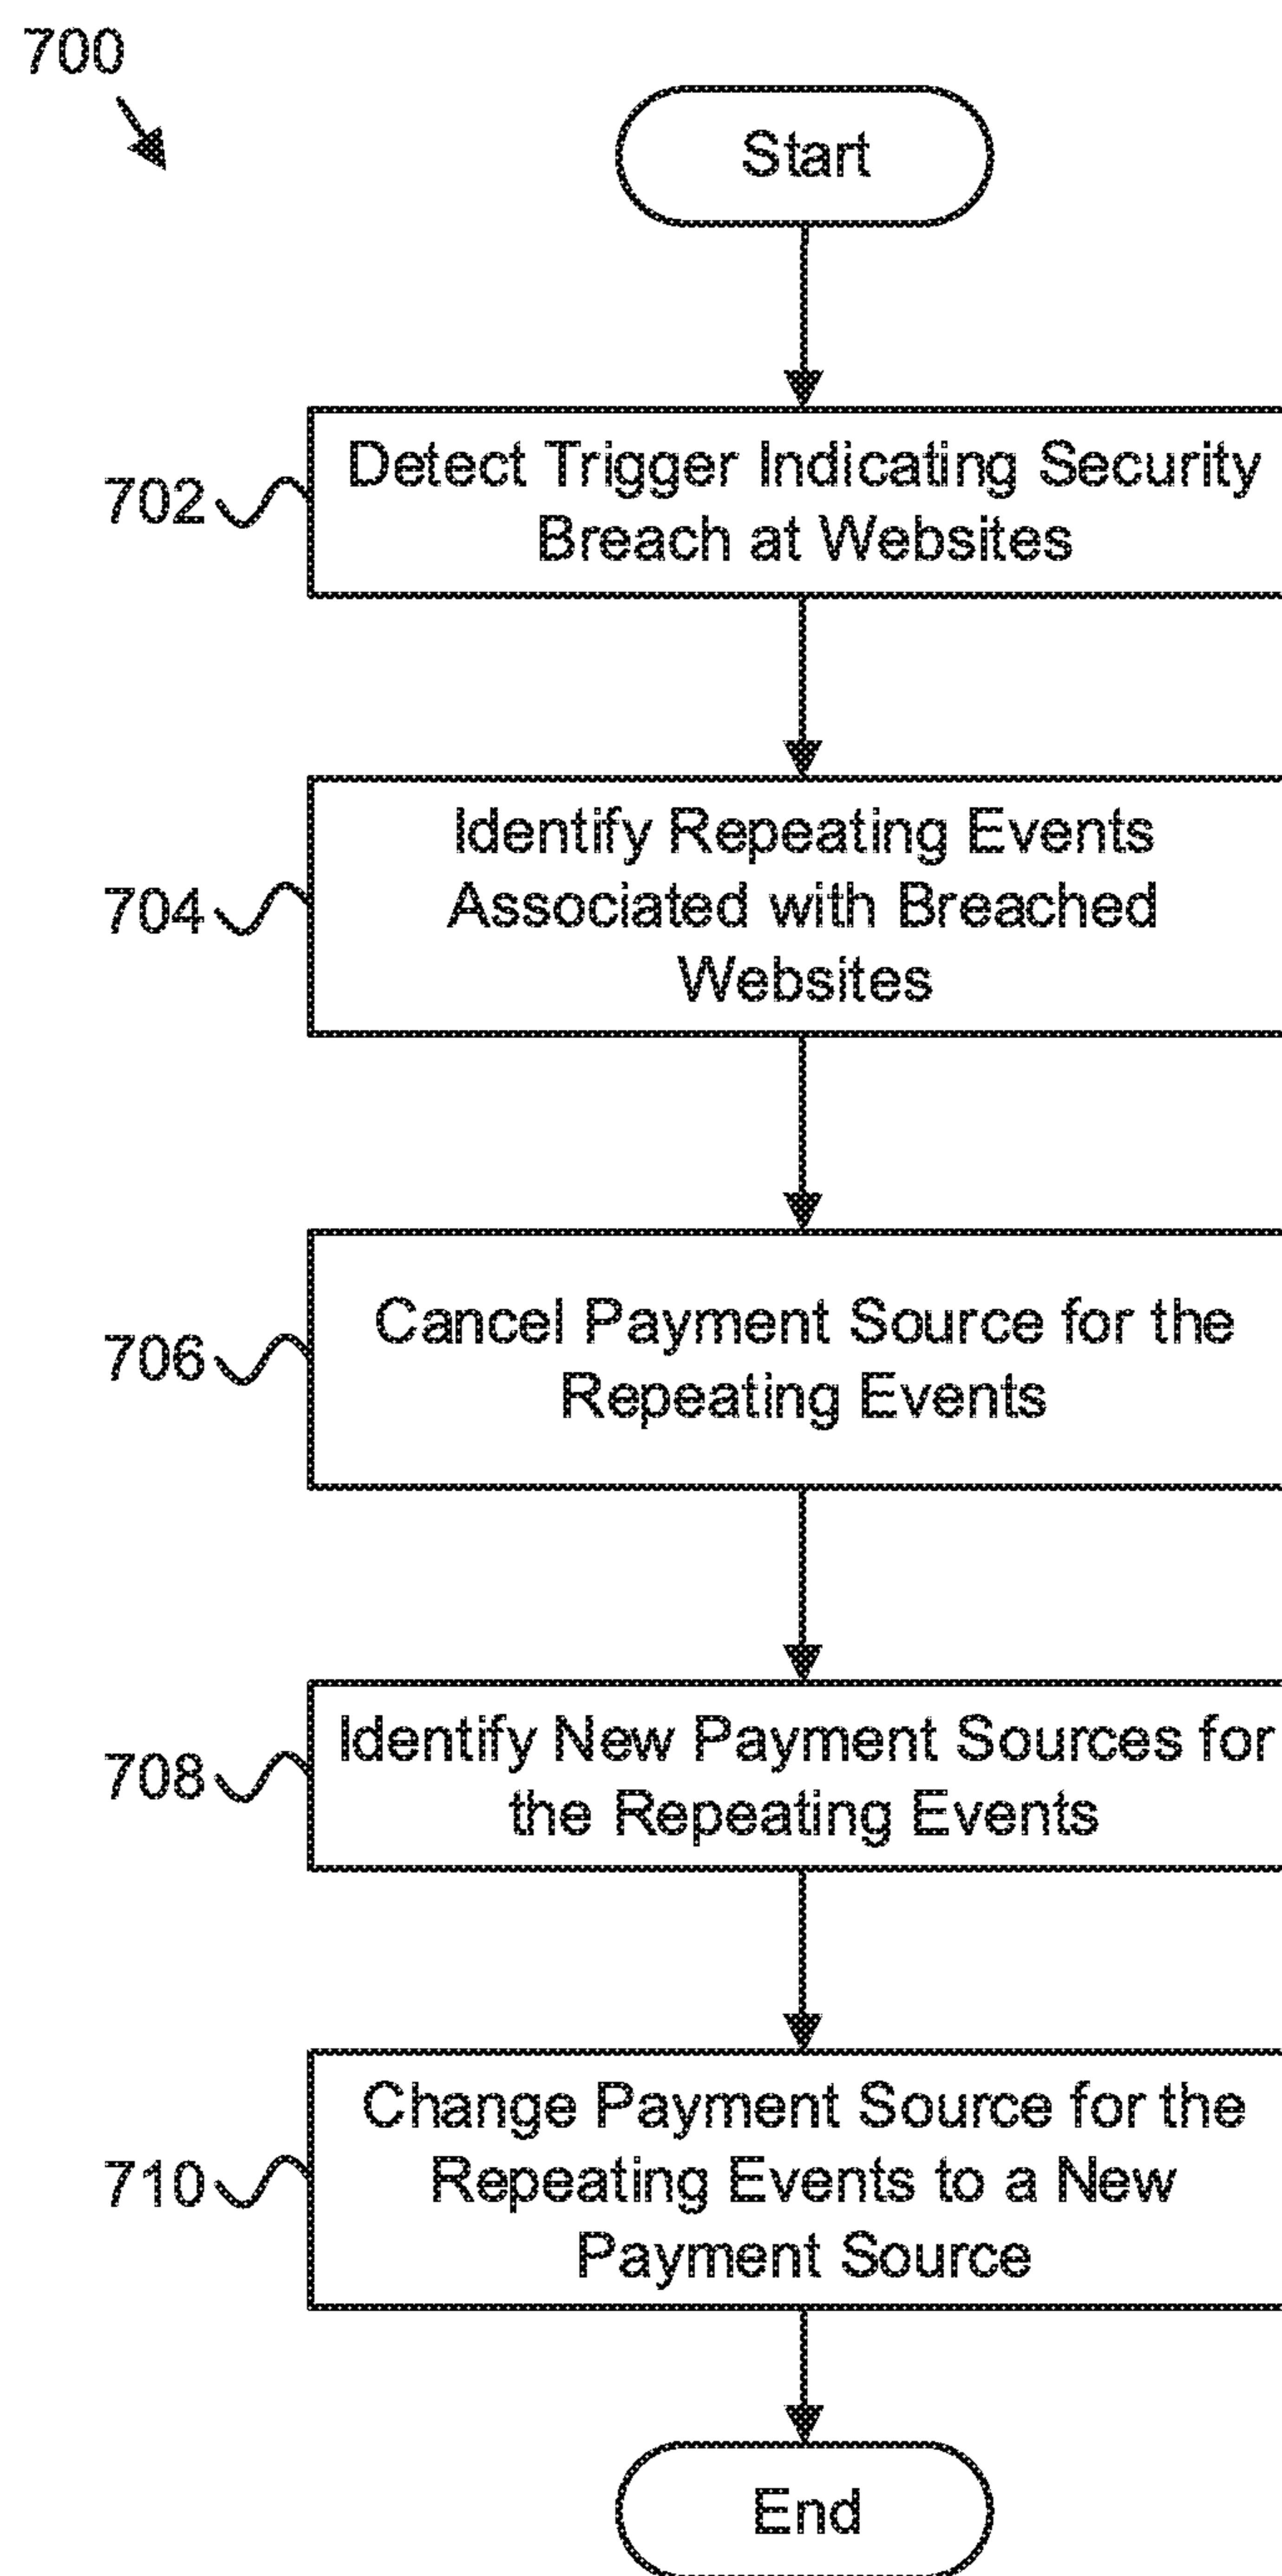 700
Start
702
Detect Trigger Indicating Security
Breach at Websites
704
Identify Repeating Events
Associated with Breached
Websites
706
Cancel Payment Source for the
Repeating Events
708
Identify New Payment Sources for
the Repeating Events
710
Change Payment Source for the
Repeating Events to a New
Payment Source
End